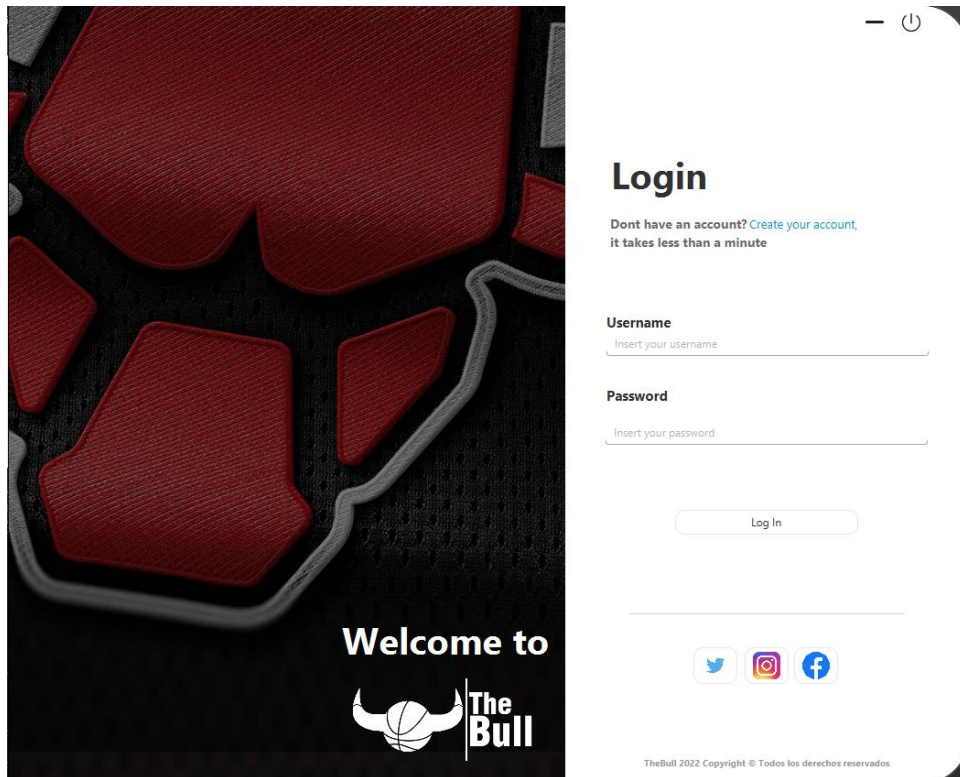 Login
Dont have an account? Create your account,
it takes less than a minute
Username
Insert your username
Password
Insert your password
Log In
Welcome to
The
Bull
TheBull 2022 Copyright © Todos los derechos reservados